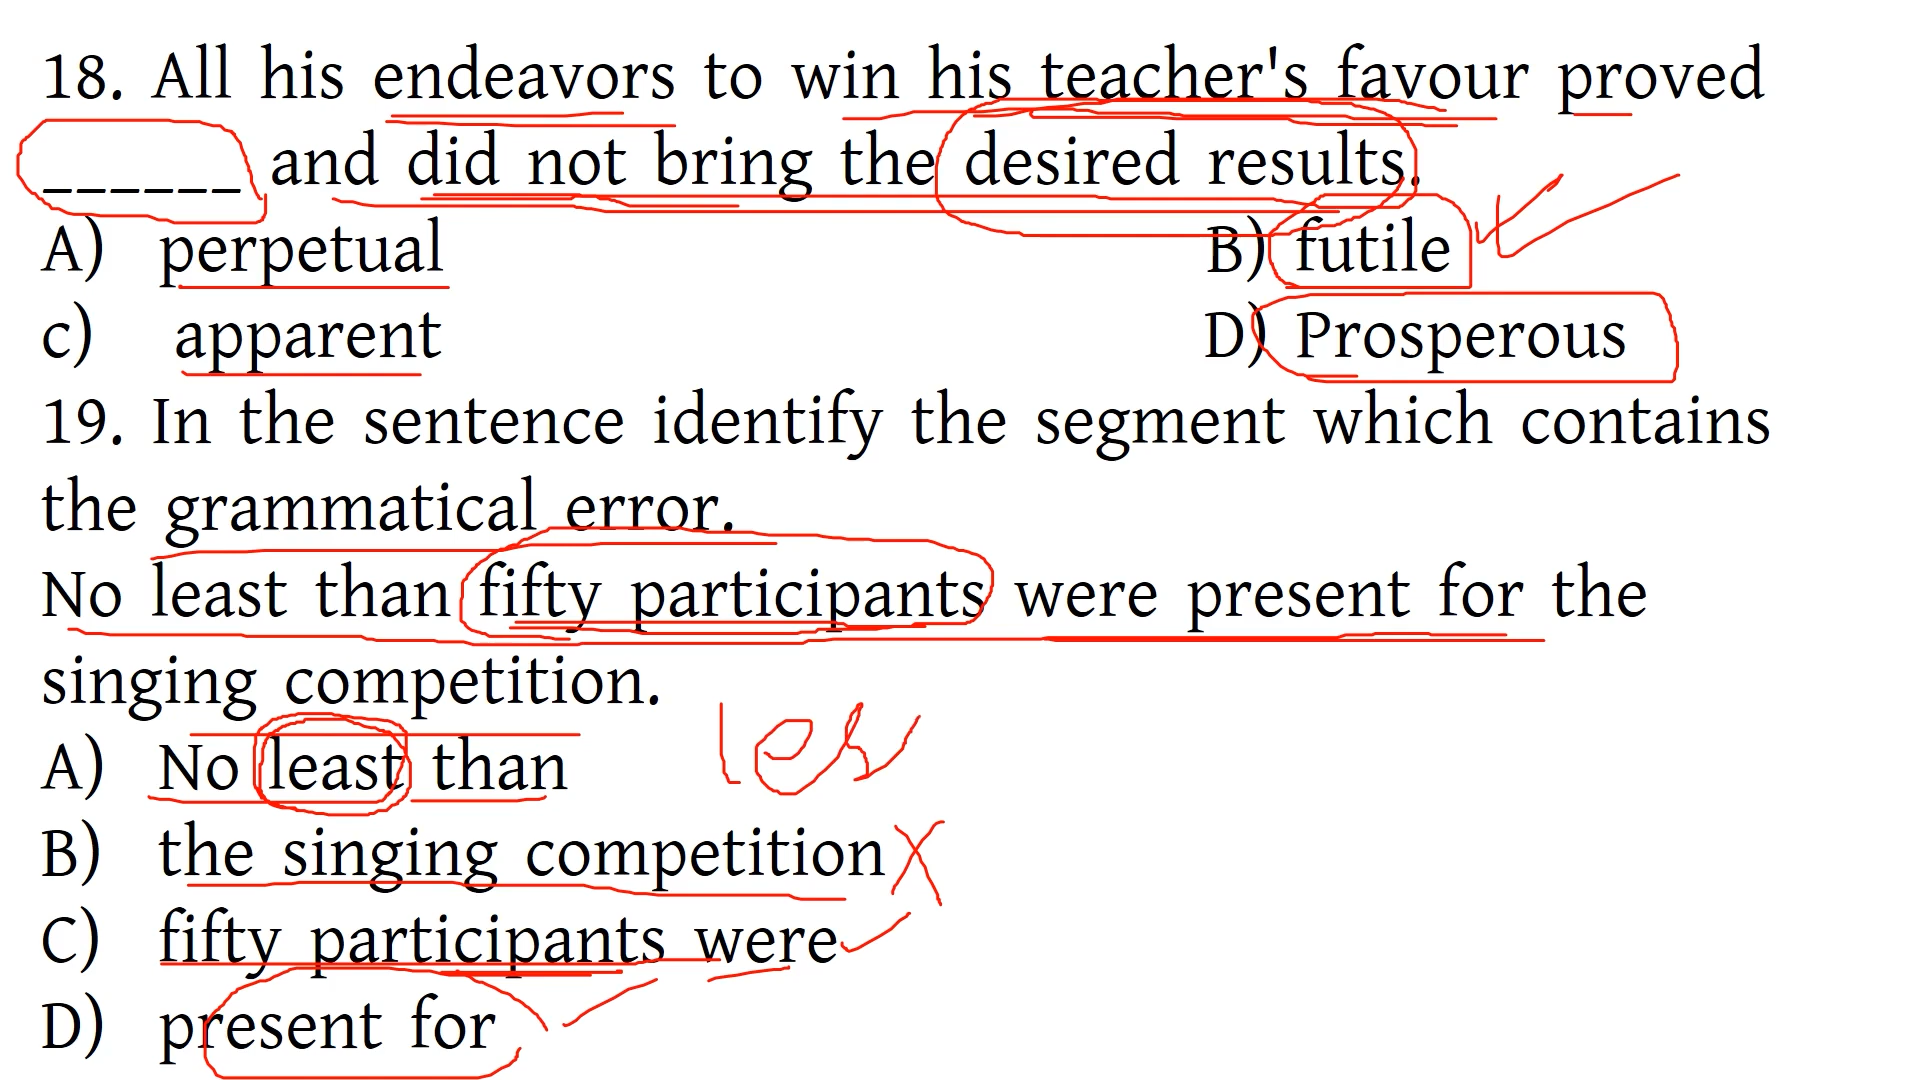 18. All his endeavors to win his teacher's favour proved
______ and did not bring the desired results.
A) perpetual B) futile
c) apparent D) Prosperous
19. In the sentence identify the segment which contains
the grammatical error.
No least than fifty participants were present for the
singing competition.
A) No least than
B) the singing competition
C) fifty participants were
D) present for